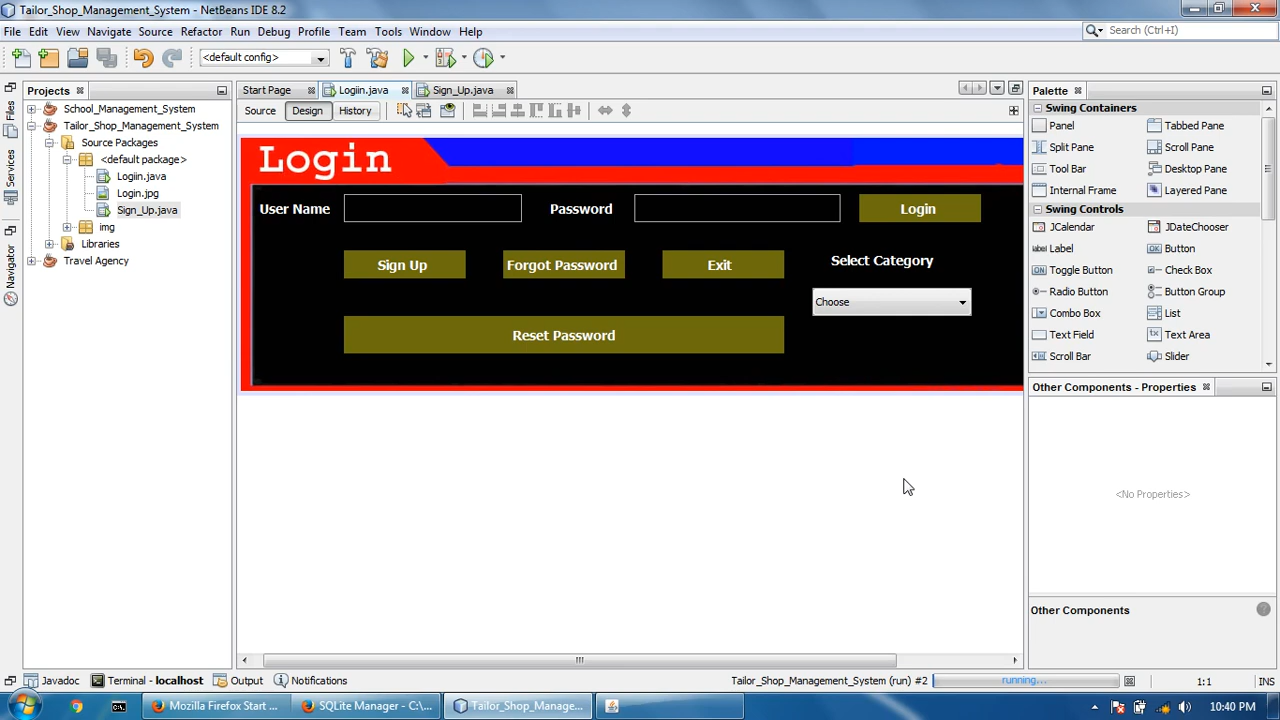 Tailor_Shop_Management_System - NetBeans IDE 8.2
File Edit View Navigate Source Refactor Run Debug Profile Team Tools Window Help
Search (Ctrl+I)
<default config>
Projects
Start Page Logiin.java Sign_Up.java
Palette
Files
Services
Navigator
School_Management_System
Tailor_Shop_Management_System
Source Packages
<default package>
Logiin.java
Login.jpg
Sign_Up.java
img
Libraries
Travel Agency
Source Design History
Login
User Name
Password
Login
Sign Up
Forgot Password
Exit
Select Category
Choose
Reset Password
Swing Containers
Panel Tabbed Pane
Split Pane Scroll Pane
Tool Bar Desktop Pane
Internal Frame Layered Pane
Swing Controls
JCalendar JDateChooser
Label Button
Toggle Button Check Box
Radio Button Button Group
Combo Box List
Text Field Text Area
Scroll Bar Slider
Other Components - Properties
<No Properties>
Other Components
Javadoc Terminal - localhost Output Notifications
Tailor_Shop_Management_System (run) #2 running... 1:1 INS
Mozilla Firefox Start ... SQLite Manager - C:\... Tailor_Shop_Manage...
10:40 PM